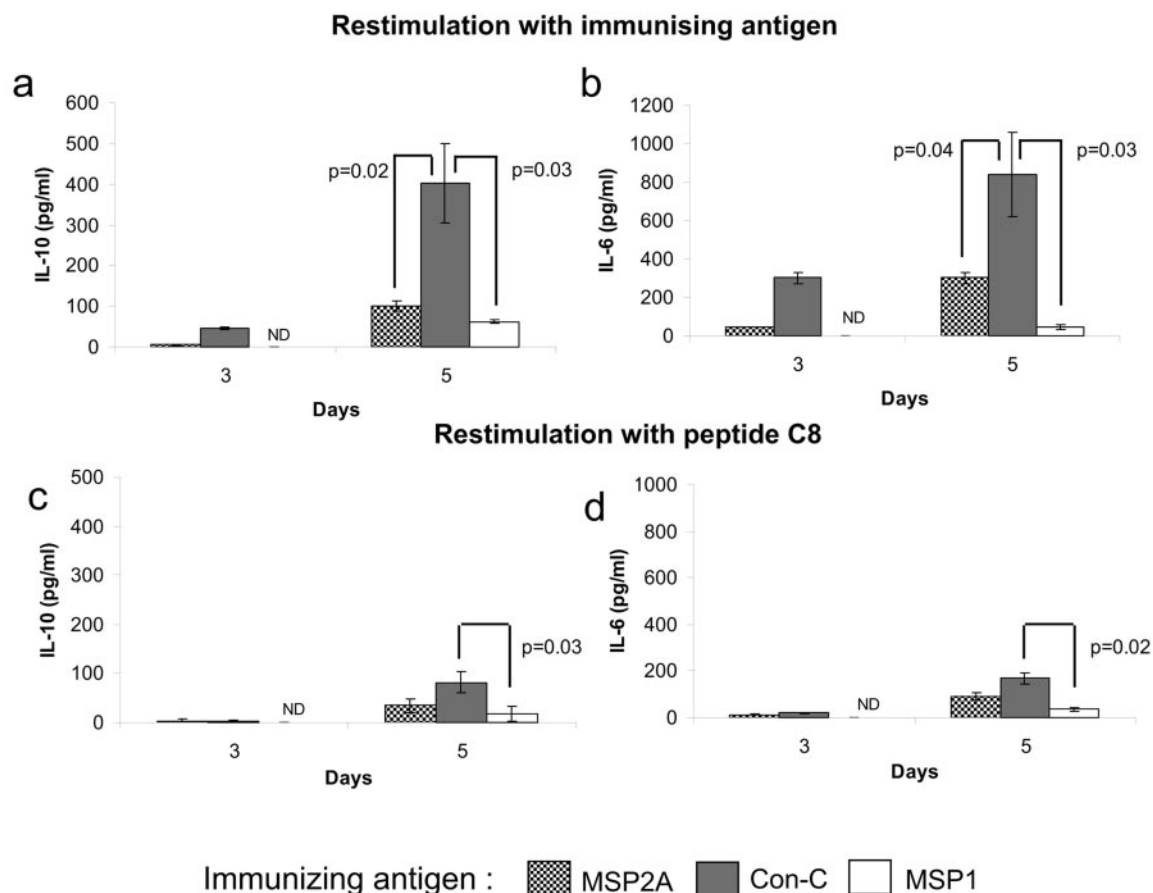 Restimulation with immunising antigen
a
600
500
400
300
200
100
0
IL-10 (pg/ml)
ND
p=0.02
p=0.03
3
5
Days
b
1200
1000
800
600
400
200
0
IL-6 (pg/ml)
ND
p=0.04
p=0.03
3
5
Days
Restimulation with peptide C8
c
500
400
300
200
100
0
IL-10 (pg/ml)
ND
p=0.03
3
5
Days
d
1000
800
600
400
200
0
IL-6 (pg/ml)
ND
p=0.02
3
5
Days
Immunizing antigen : MSP2A Con-C MSP1